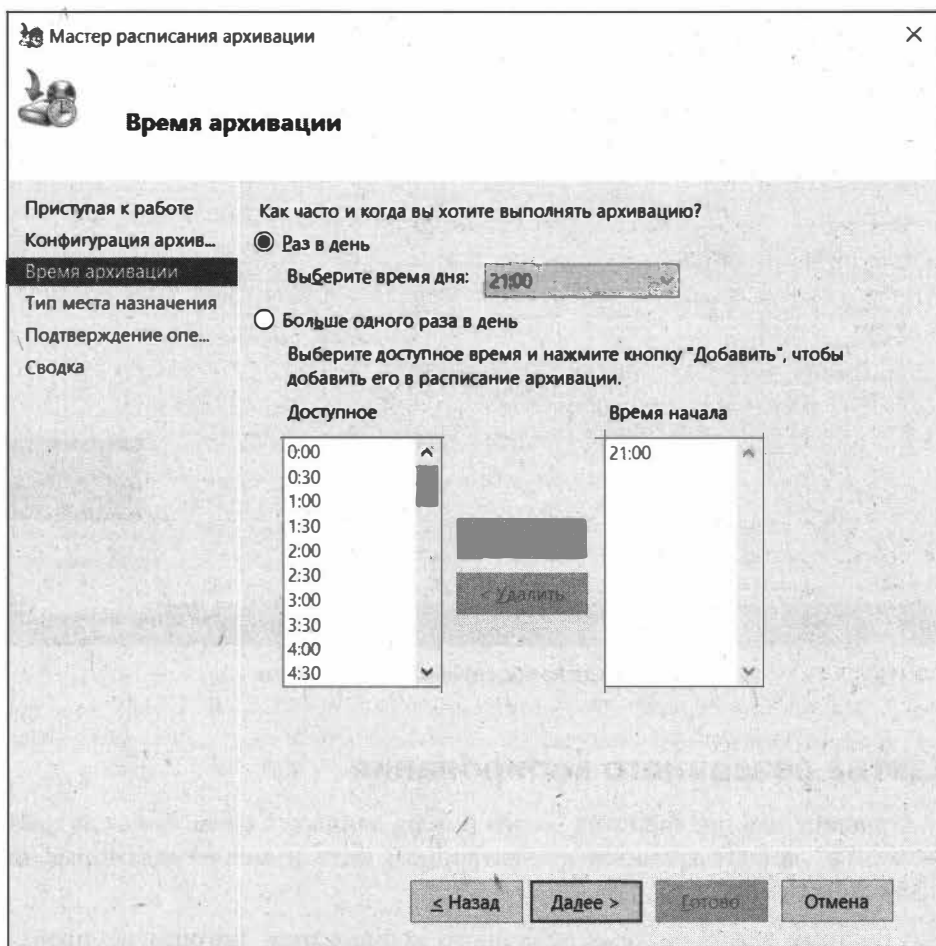 Мастер расписания архивации
Время архивации
Приступая к работе
Конфигурация архив...
Время архивации
Тип места назначения
Подтверждение опе...
Сводка
Как часто и когда вы хотите выполнять архивацию?
Раз в день
Выберите время дня: 21:00
Больше одного раза в день
Выберите доступное время и нажмите кнопку "Добавить", чтобы
добавить его в расписание архивации.
Доступное
0:00
0:30
1:00
1:30
2:00
2:30
3:00
3:30
4:00
4:30
< Удалить
Время начала
21:00
< Назад
Далее >
Готово
Отмена